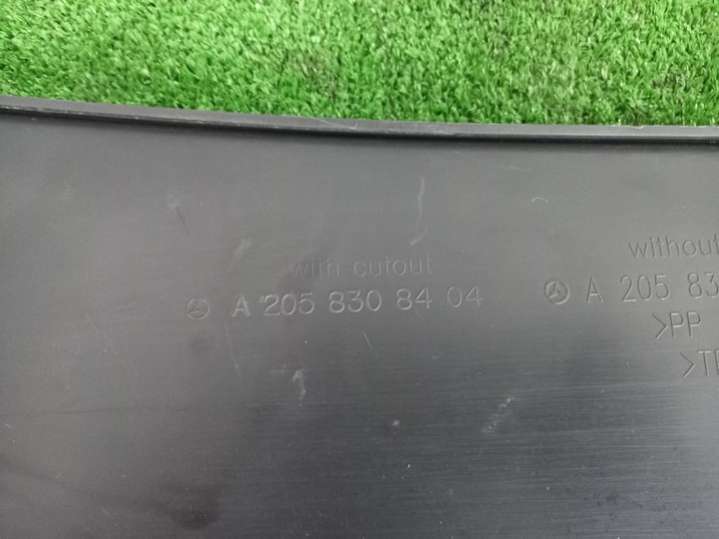 with cutout
A 205 830 84 04
without
A 205 83
>PP